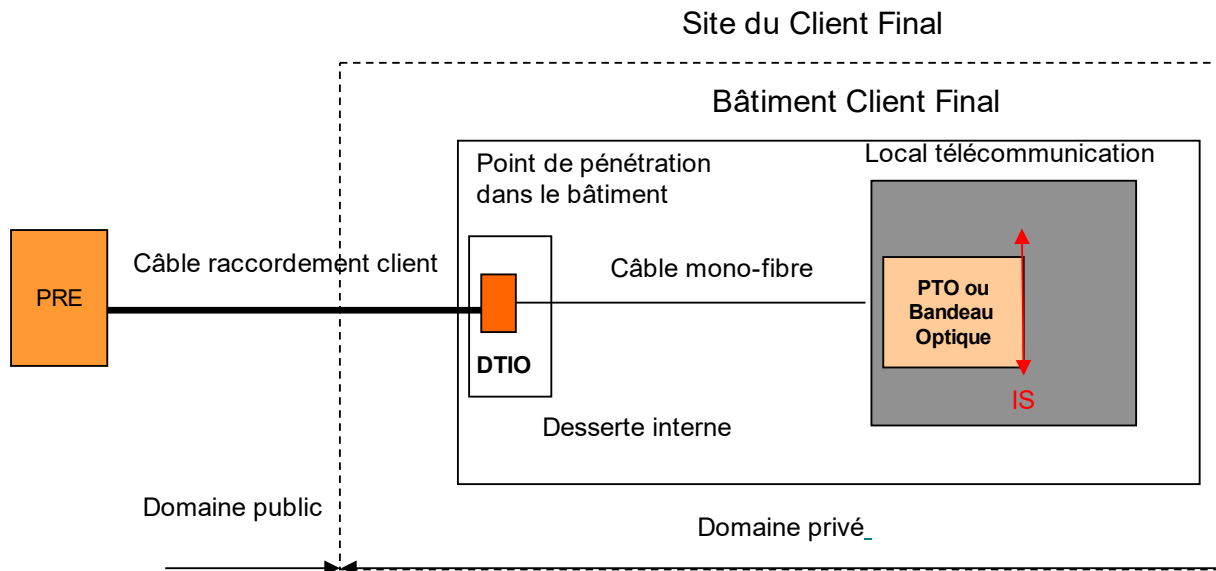 Site du Client Final
Bâtiment Client Final
Point de pénétration
dans le bâtiment
Local télécommunication
Câble raccordement client
Câble mono-fibre
PRE
PTO ou
Bandeau
Optique
DTIO
IS
Desserte interne
Domaine public
Domaine privé